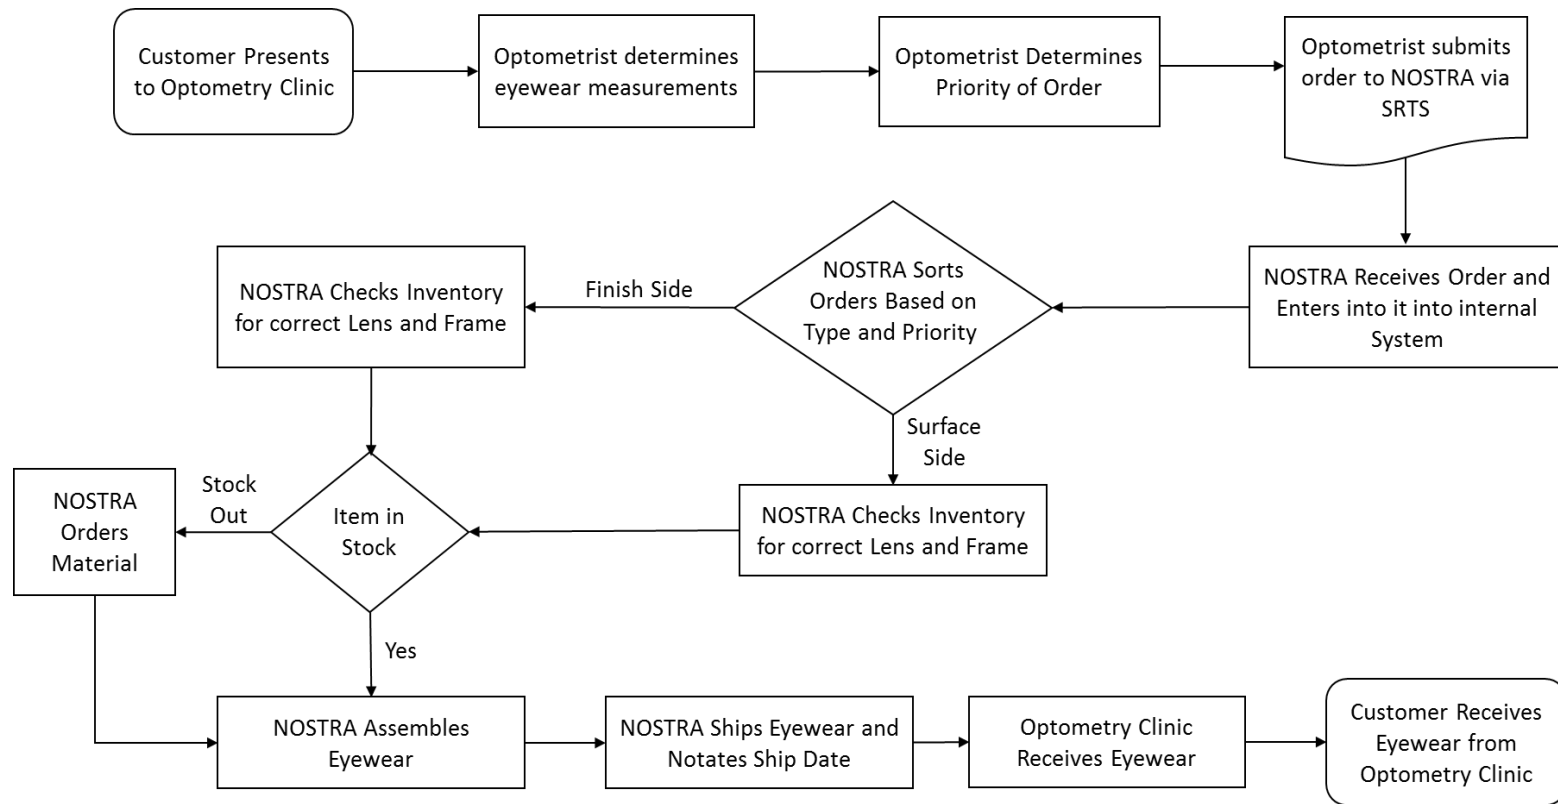 Customer Presents
to Optometry Clinic
Optometrist determines
eyewear measurements
Optometrist Determines
Priority of Order
Optometrist submits
order to NOSTRA via
SRTS
NOSTRA Receives Order and
Enters into it into internal
System
NOSTRA Sorts
Orders Based on
Type and Priority
Finish Side
NOSTRA Checks Inventory
for correct Lens and Frame
Surface
Side
NOSTRA Checks Inventory
for correct Lens and Frame
Item in
Stock
Stock
Out
NOSTRA
Orders
Material
Yes
NOSTRA Assembles
Eyewear
NOSTRA Ships Eyewear and
Notates Ship Date
Optometry Clinic
Receives Eyewear
Customer Receives
Eyewear from
Optometry Clinic